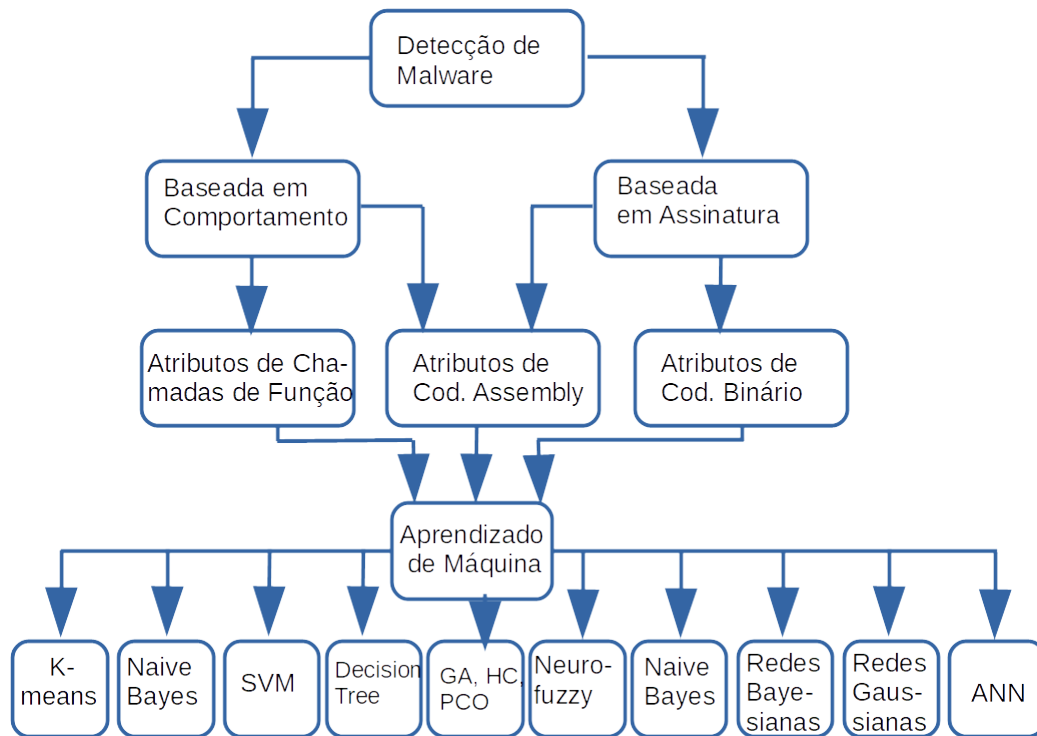 Detecção de
Malware
Baseada em
Comportamento
Baseada
em Assinatura
Atributos de Cha-
madas de Função
Atributos de
Cod. Assembly
Atributos de
Cod. Binário
Aprendizado
de Máquina
K-
means
Naive
Bayes
SVM
Decision
Tree
GA, HC,
PCO
Neuro-
fuzzy
Naive
Bayes
Redes
Baye-
sianas
Redes
Gaus-
sianas
ANN